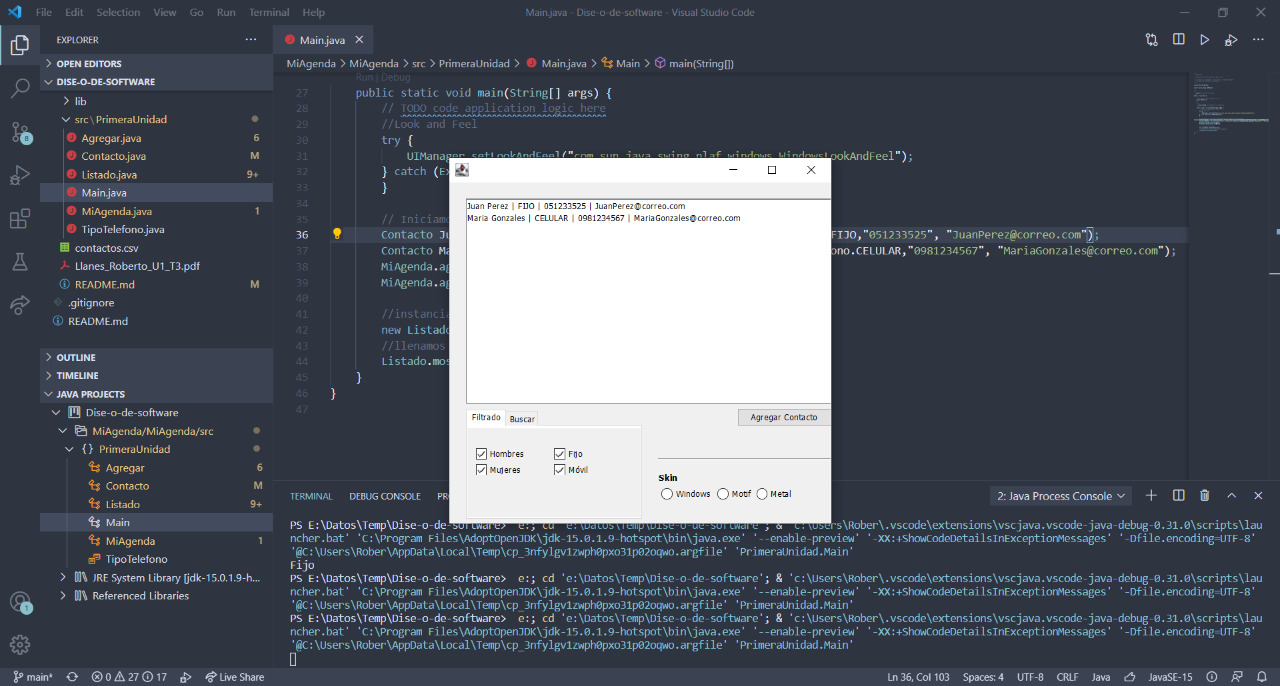 File Edit Selection View Go Run Terminal Help
Main.java - Dise-o-de-software - Visual Studio Code
EXPLORER
OPEN EDITORS
DISE-O-DE-SOFTWARE
lib
src\PrimeraUnidad
Agregar.java 6
Contacto.java M
Listado.java 9+
Main.java
MiAgenda.java 1
TipoTelefono.java
contactos.csv
Llanes_Roberto_U1_T3.pdf
README.md M
.gitignore
README.md
OUTLINE
TIMELINE
JAVA PROJECTS
Dise-o-de-software
MiAgenda/MiAgenda/src
PrimeraUnidad
Agregar 6
Contacto M
Listado 9+
Main
MiAgenda 1
TipoTelefono
JRE System Library [jdk-15.0.1.9-h...
Referenced Libraries
8
1
Main.java
MiAgenda > MiAgenda > src > PrimeraUnidad > Main.java > Main > main(String[])
Run | Debug
27 public static void main(String[] args) {
28 // TODO code application logic here
29 //Look and Feel
30 try {
31 UIManager.setLookAndFeel("com.sun.java.swing.plaf.windows.WindowsLookAndFeel");
32 } catch (Ex
33 }
34
35 // Iniciamo
36 Contacto Ju FIJO,"051233525", "JuanPerez@correo.com");
37 Contacto Ma ono.CELULAR,"0981234567", "MariaGonzales@correo.com");
38 MiAgenda.ag
39 MiAgenda.ag
40
41 //instancia
42 new Listado
43 //llenamos
44 Listado.mos
45 }
46 }
47
Juan Perez | FIJO | 051233525 | JuanPerez@correo.com
Maria Gonzales | CELULAR | 0981234567 | MariaGonzales@correo.com
Filtrado Buscar
Agregar Contacto
Hombres Fijo
Mujeres Móvil
Skin
Windows Motif Metal
TERMINAL DEBUG CONSOLE PR
2: Java Process Console
PS E:\Datos\Temp\Dise-o-de-software> e:; cd 'e:\Datos\Temp\Dise-o-de-software'; & 'c:\Users\Rober\.vscode\extensions\vscjava.vscode-java-debug-0.31.0\scripts\lau
ncher.bat' 'C:\Program Files\AdoptOpenJDK\jdk-15.0.1.9-hotspot\bin\java.exe' '--enable-preview' '-XX:+ShowCodeDetailsInExceptionMessages' '-Dfile.encoding=UTF-8'
'@C:\Users\Rober\AppData\Local\Temp\cp_3nfylgv1zwph0pxo31p02oqwo.argfile' 'PrimeraUnidad.Main'
Fijo
PS E:\Datos\Temp\Dise-o-de-software> e:; cd 'e:\Datos\Temp\Dise-o-de-software'; & 'c:\Users\Rober\.vscode\extensions\vscjava.vscode-java-debug-0.31.0\scripts\lau
ncher.bat' 'C:\Program Files\AdoptOpenJDK\jdk-15.0.1.9-hotspot\bin\java.exe' '--enable-preview' '-XX:+ShowCodeDetailsInExceptionMessages' '-Dfile.encoding=UTF-8'
'@C:\Users\Rober\AppData\Local\Temp\cp_3nfylgv1zwph0pxo31p02oqwo.argfile' 'PrimeraUnidad.Main'
PS E:\Datos\Temp\Dise-o-de-software> e:; cd 'e:\Datos\Temp\Dise-o-de-software'; & 'c:\Users\Rober\.vscode\extensions\vscjava.vscode-java-debug-0.31.0\scripts\lau
ncher.bat' 'C:\Program Files\AdoptOpenJDK\jdk-15.0.1.9-hotspot\bin\java.exe' '--enable-preview' '-XX:+ShowCodeDetailsInExceptionMessages' '-Dfile.encoding=UTF-8'
'@C:\Users\Rober\AppData\Local\Temp\cp_3nfylgv1zwph0pxo31p02oqwo.argfile' 'PrimeraUnidad.Main'
main* 0 27 17 Live Share
Ln 36, Col 103 Spaces: 4 UTF-8 CRLF Java JavaSE-15